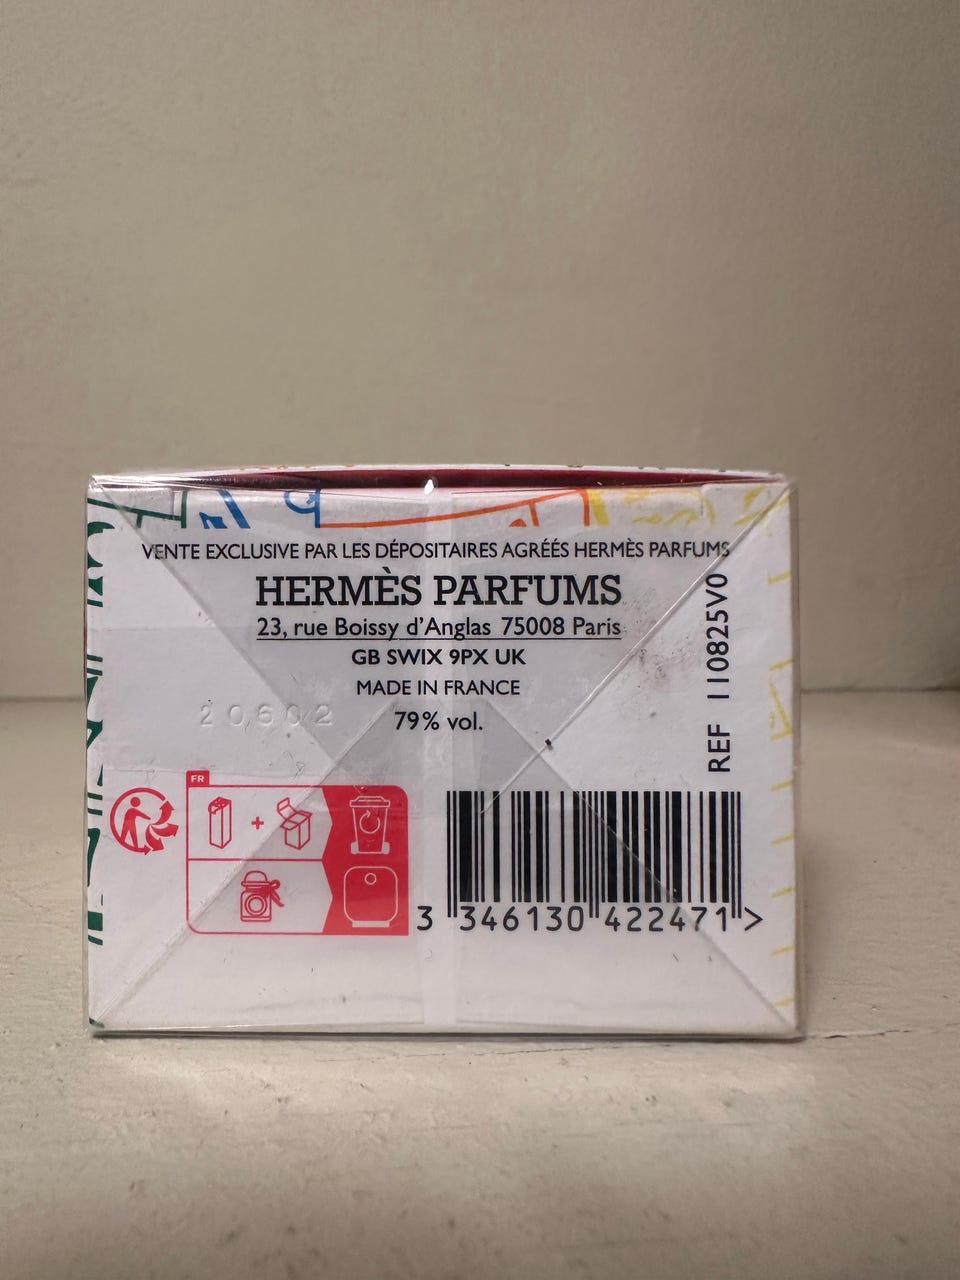 VENTE EXCLUSIVE PAR LES DÉPOSITAIRES AGRÉÉS HERMÈS PARFUMS
HERMÈS PARFUMS
23, rue Boissy d'Anglas 75008 Paris
GB SWIX 9PX UK
MADE IN FRANCE
79% vol.
20602
REF 110825V0
FR
3 346130 422471 >